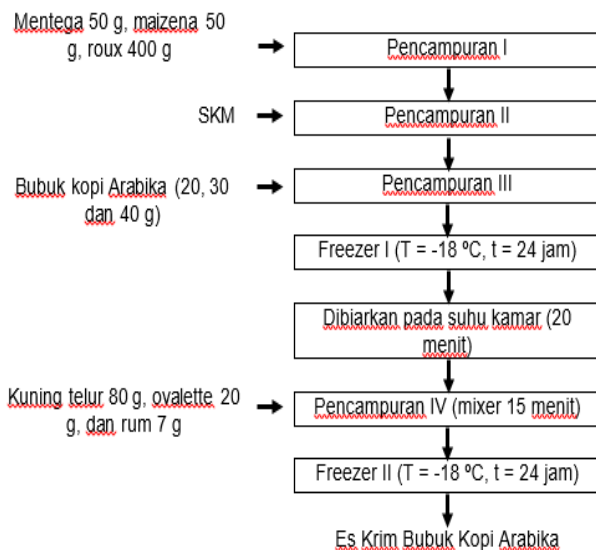 Mentega 50 g, maizena 50
g, roux 400 g
Pencampuran I
SKM
Pencampuran II
Bubuk kopi Arabika (20, 30
dan 40 g)
Pencampuran III
Freezer I (T = -18 ºC, t = 24 jam)
Dibiarkan pada suhu kamar (20
menit)
Kuning telur 80 g, ovalette 20
g, dan rum 7 g
Pencampuran IV (mixer 15 menit)
Freezer II (T = -18 ºC, t = 24 jam)
Es Krim Bubuk Kopi Arabika